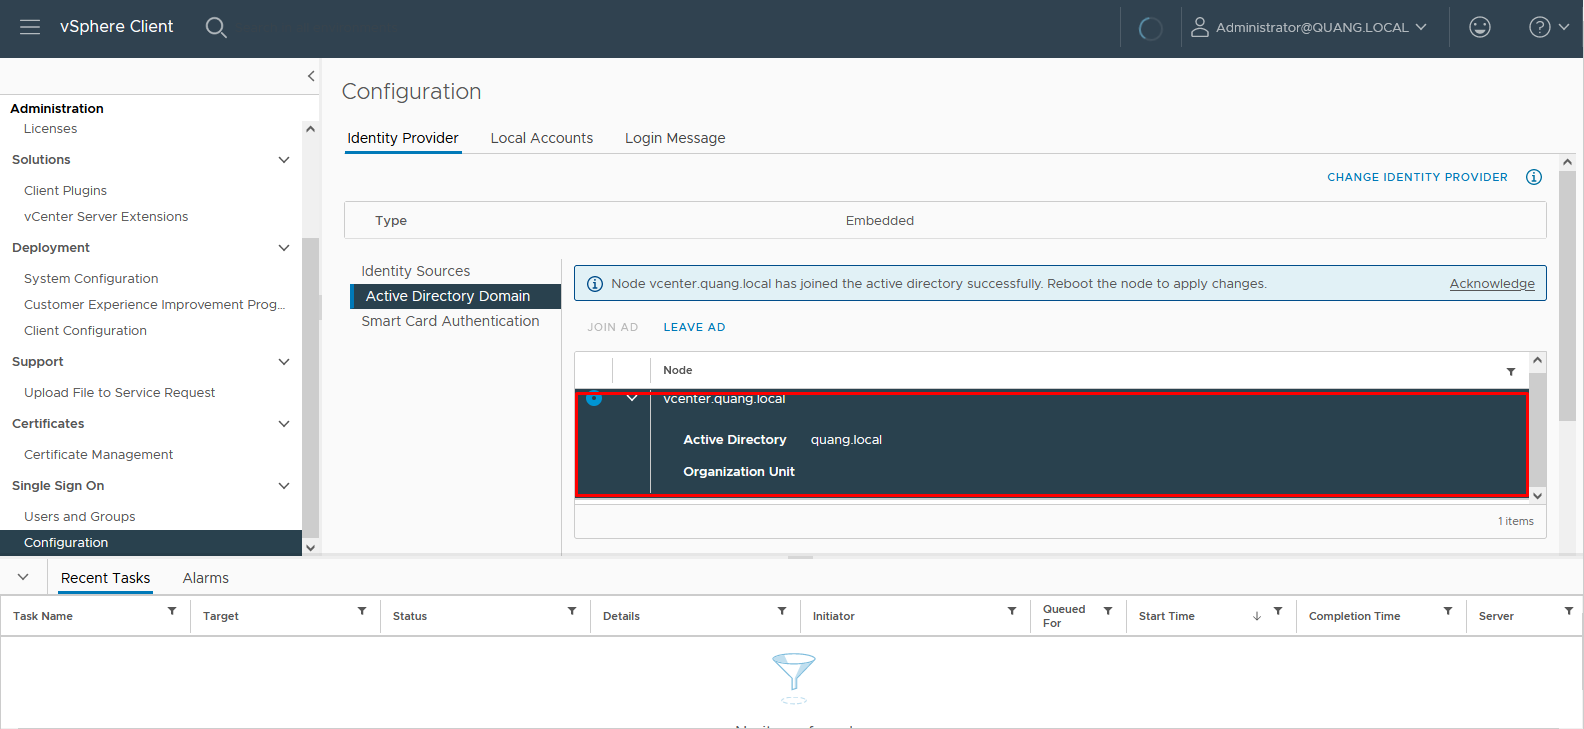 vSphere Client
Administrator@QUANG.LOCAL
Administration
Licenses
Solutions
Client Plugins
vCenter Server Extensions
Deployment
System Configuration
Customer Experience Improvement Prog...
Client Configuration
Support
Upload File to Service Request
Certificates
Certificate Management
Single Sign On
Users and Groups
Configuration
Configuration
Identity Provider Local Accounts Login Message
CHANGE IDENTITY PROVIDER
Type Embedded
Identity Sources
Active Directory Domain
Smart Card Authentication
Node vcenter.quang.local has joined the active directory successfully. Reboot the node to apply changes. Acknowledge
JOIN AD LEAVE AD
Node
vcenter.quang.local
Active Directory quang.local
Organization Unit
1 items
Recent Tasks Alarms
Task Name Target Status Details Initiator Queued For Start Time Completion Time Server